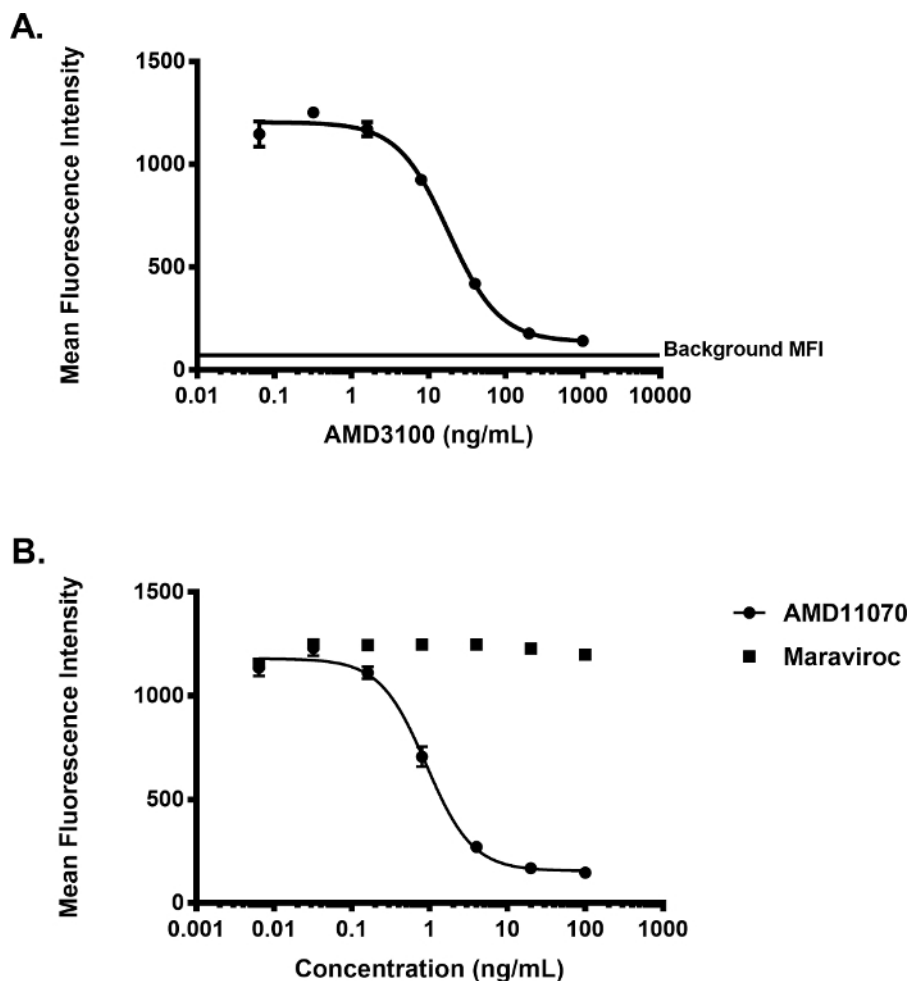 A.
Mean Fluorescence Intensity
1500
1000
500
0
Background MFI
0.01 0.1 1 10 100 1000 10000
AMD3100 (ng/mL)
B.
Mean Fluorescence Intensity
1500
1000
500
0
0.001 0.01 0.1 1 10 100 1000
Concentration (ng/mL)
AMD11070
Maraviroc